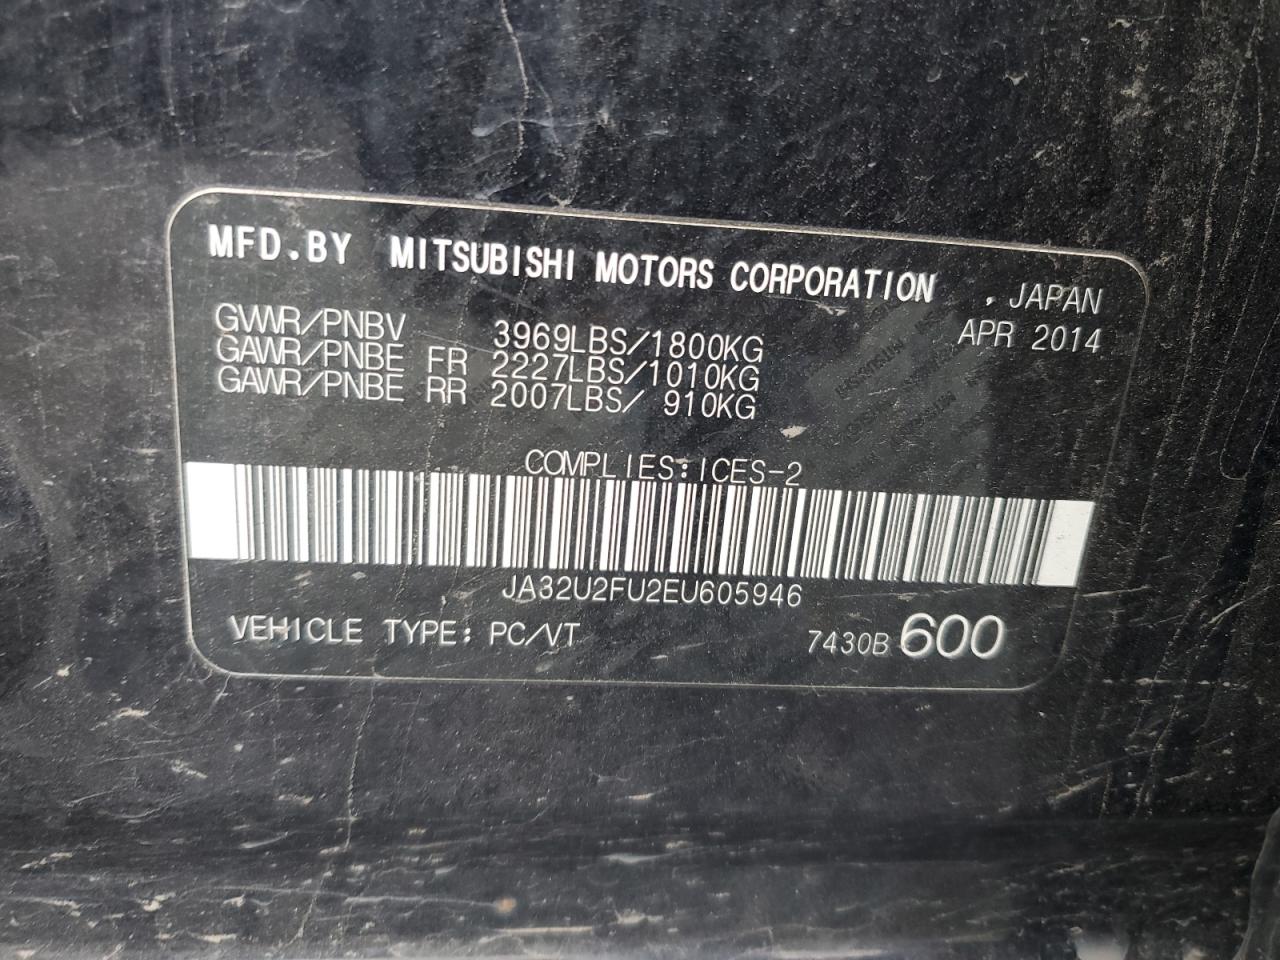 MFD.BY MITSUBISHI MOTORS CORPORATION , JAPAN
APR 2014
GVWR/PNBV 3969LBS/1800KG
GAWR/PNBE FR 2227LBS/1010KG
GAWR/PNBE RR 2007LBS/ 910KG
COMPLIES:ICES-2
JA32U2FU2EU605946
VEHICLE TYPE: PC/VT 7430B 600